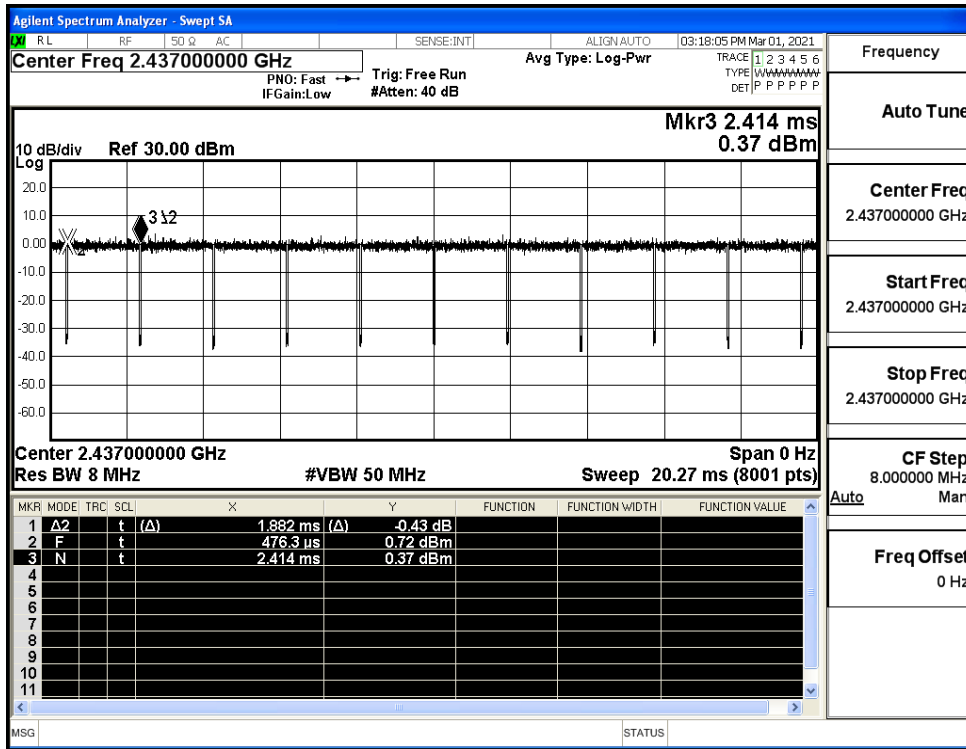 Agilent Spectrum Analyzer - Swept SA
LXI RL RF 50 Ω AC SENSE:INT ALIGN AUTO 03:18:05 PM Mar 01, 2021
Center Freq 2.437000000 GHz
PNO: Fast
IFGain:Low
Trig: Free Run
#Atten: 40 dB
Avg Type: Log-Pwr
TRACE 1 2 3 4 5 6
TYPE WWWWWW
DET P P P P P P
Mkr3 2.414 ms
0.37 dBm
10 dB/div Ref 30.00 dBm
Log
20.0
10.0
0.00
-10.0
-20.0
-30.0
-40.0
-50.0
-60.0
3 1Δ2
2
Center 2.437000000 GHz Span 0 Hz
Res BW 8 MHz #VBW 50 MHz Sweep 20.27 ms (8001 pts)
MKR MODE TRC SCL X Y FUNCTION FUNCTION WIDTH FUNCTION VALUE
1 Δ2 t (Δ) 1.882 ms (Δ) -0.43 dB
2 F t 476.3 µs 0.72 dBm
3 N t 2.414 ms 0.37 dBm
4
5
6
7
8
9
10
11
MSG STATUS
Frequency
Auto Tune
Center Freq
2.437000000 GHz
Start Freq
2.437000000 GHz
Stop Freq
2.437000000 GHz
CF Step
8.000000 MHz
Auto Man
Freq Offset
0 Hz